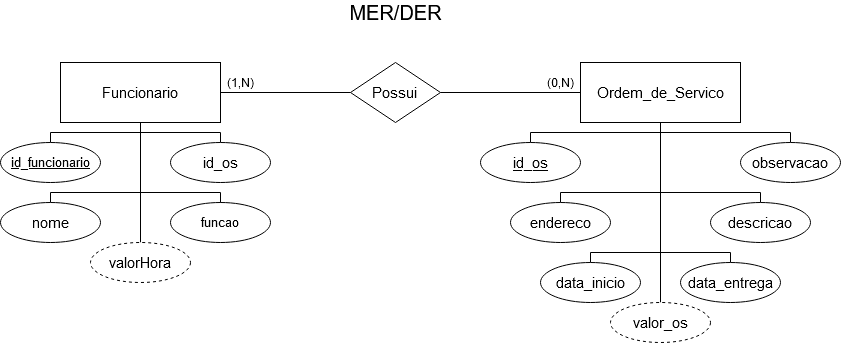 MER/DER
Funcionario
(1,N)
Possui
(0,N)
Ordem_de_Servico
id_funcionario
id_os
id_os
observacao
nome
funcao
endereco
descricao
valorHora
data_inicio
data_entrega
valor_os